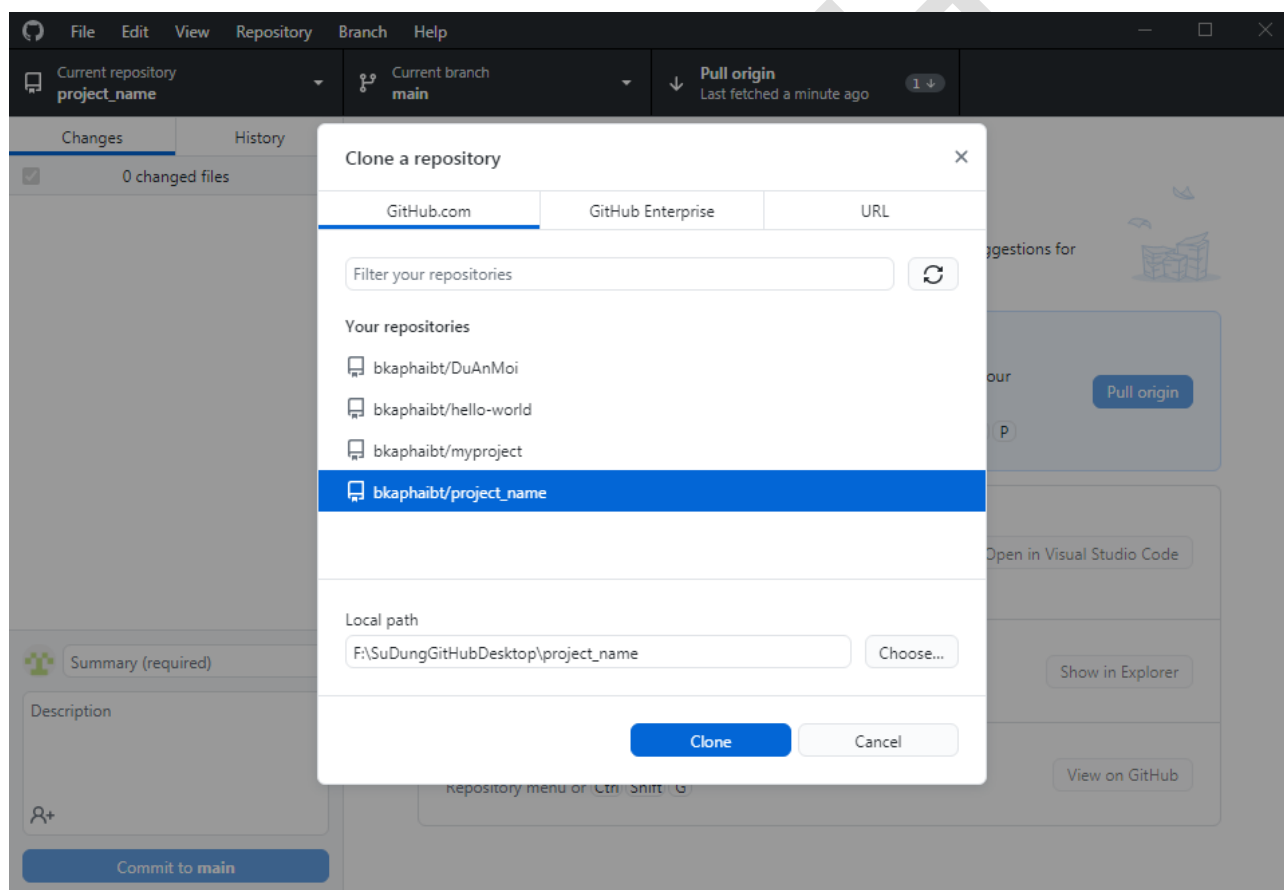 File Edit View Repository Branch Help
Current repository
project_name
Current branch
main
Pull origin
Last fetched a minute ago
1
Changes History
0 changed files
Clone a repository
GitHub.com GitHub Enterprise URL
Filter your repositories
Your repositories
bkaphaibt/DuAnMoi
bkaphaibt/hello-world
bkaphaibt/myproject
bkaphaibt/project_name
Local path
F:\SuDungGitHubDesktop\project_name Choose...
Clone Cancel
ggestions for
our
Pull origin
P
Open in Visual Studio Code
Show in Explorer
View on GitHub
Repository menu or Ctrl Shift G
Summary (required)
Description
Commit to main